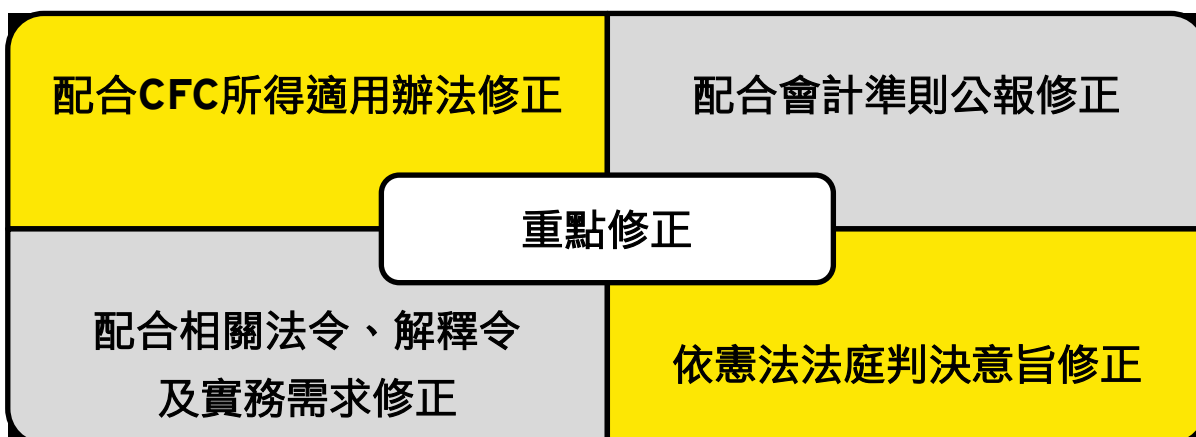 配合CFC所得適用辦法修正
配合會計準則公報修正
重點修正
配合相關法令、解釋令
及實務需求修正
依憲法法庭判決意旨修正